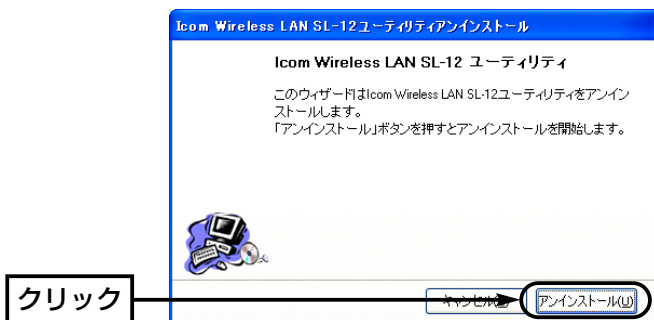 Icom Wireless LAN SL-12ユーティリティアンインストール
Icom Wireless LAN SL-12 ユーティリティ
このウィザードはIcom Wireless LAN SL-12ユーティリティをアンイン
ストールします。
「アンインストール」ボタンを押すとアンインストールを開始します。
クリック
キャンセル
アンインストール(U)